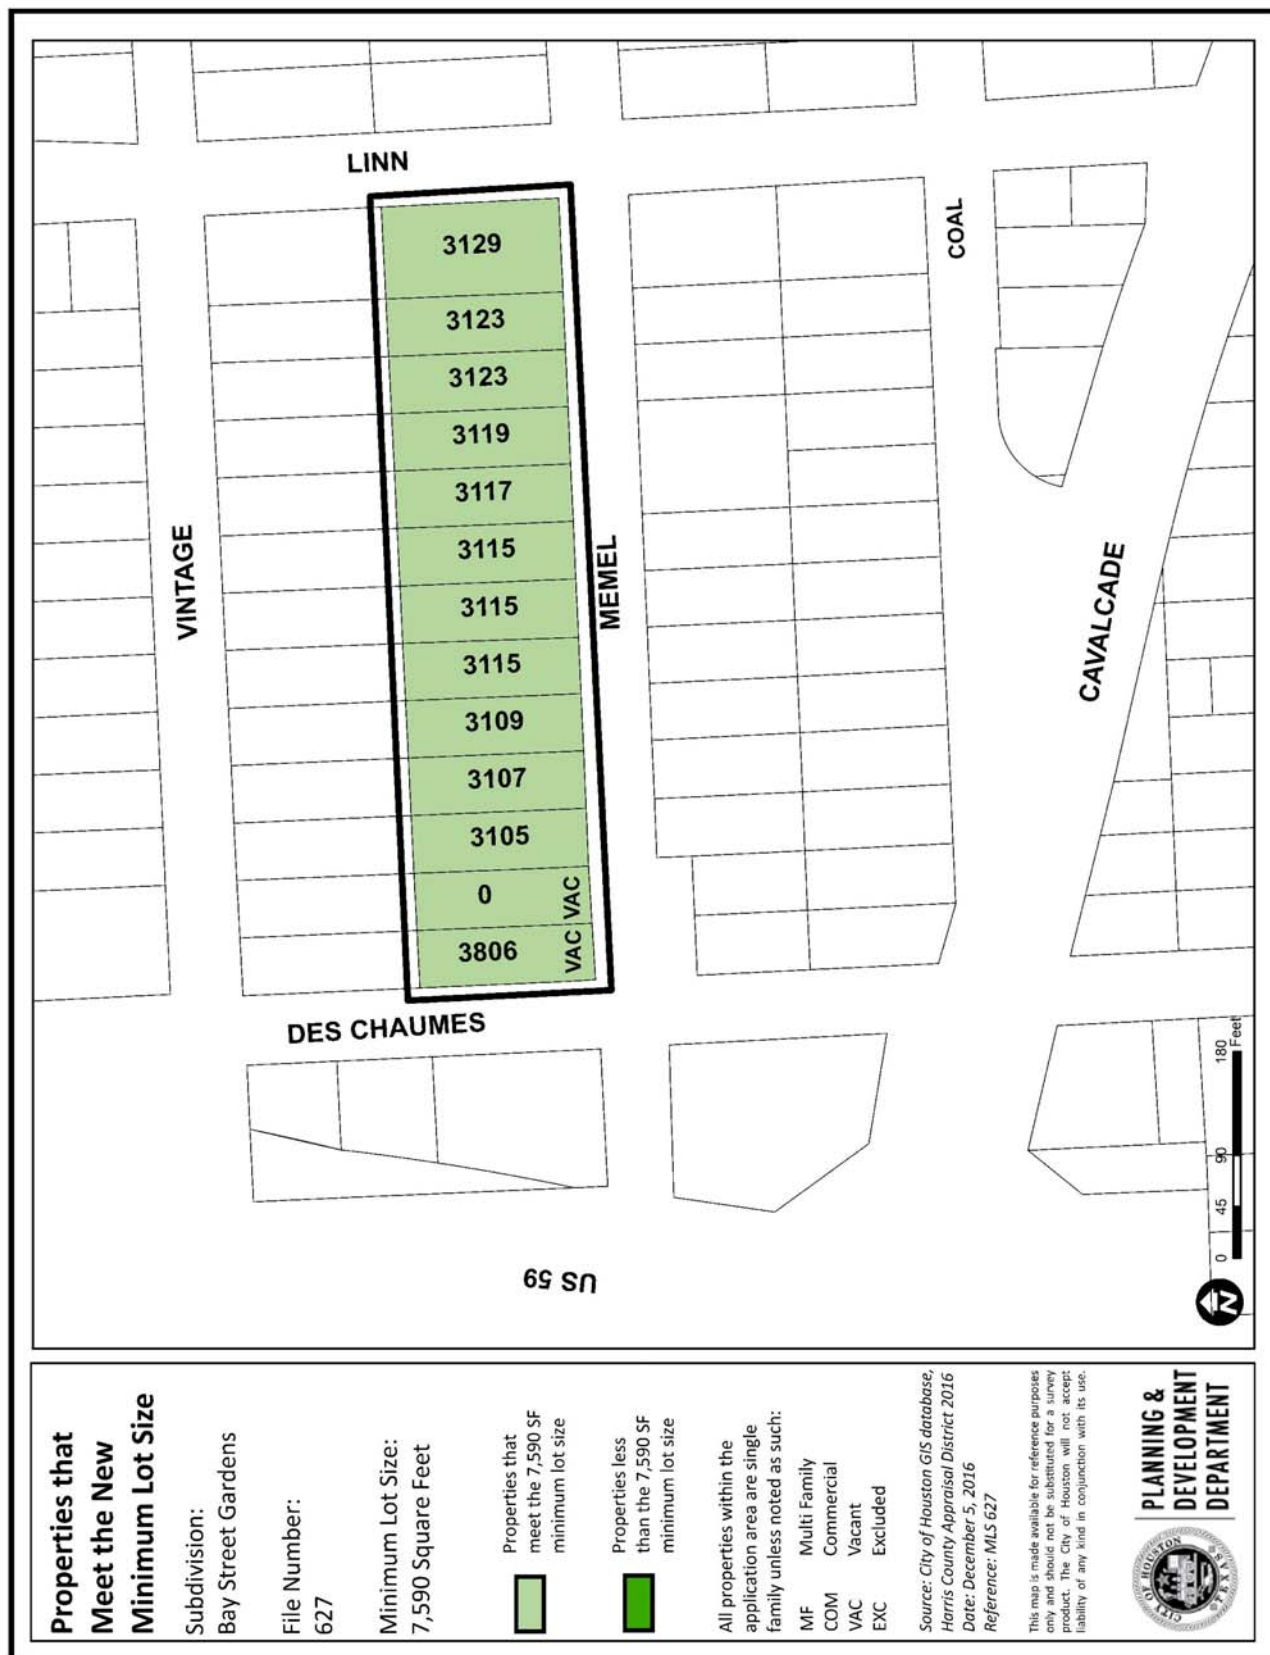 Properties that
Meet the New
Minimum Lot Size
Subdivision:
Bay Street Gardens
File Number:
627
Minimum Lot Size:
7,590 Square Feet
Properties that
meet the 7,590 SF
minimum lot size
Properties less
than the 7,590 SF
minimum lot size
All properties within the
application area are single
family unless noted as such:
MF Multi Family
COM Commercial
VAC Vacant
EXC Excluded
Source: City of Houston GIS database,
Harris County Appraisal District 2016
Date: December 5, 2016
Reference: MLS 627
This map is made available for reference purposes
only and should not be substituted for a survey
product. The City of Houston will not accept
liability of any kind in conjunction with its use.
CITY OF HOUSTON
TEXAS
PLANNING &
DEVELOPMENT
DEPARTMENT
US 59
DES CHAUMES
VINTAGE
LINN
3806
VAC
0
VAC
3105
3107
3109
3115
3115
3115
3117
3119
3123
3123
3129
MEMEL
COAL
CAVALCADE
N
0 45 90 180
Feet